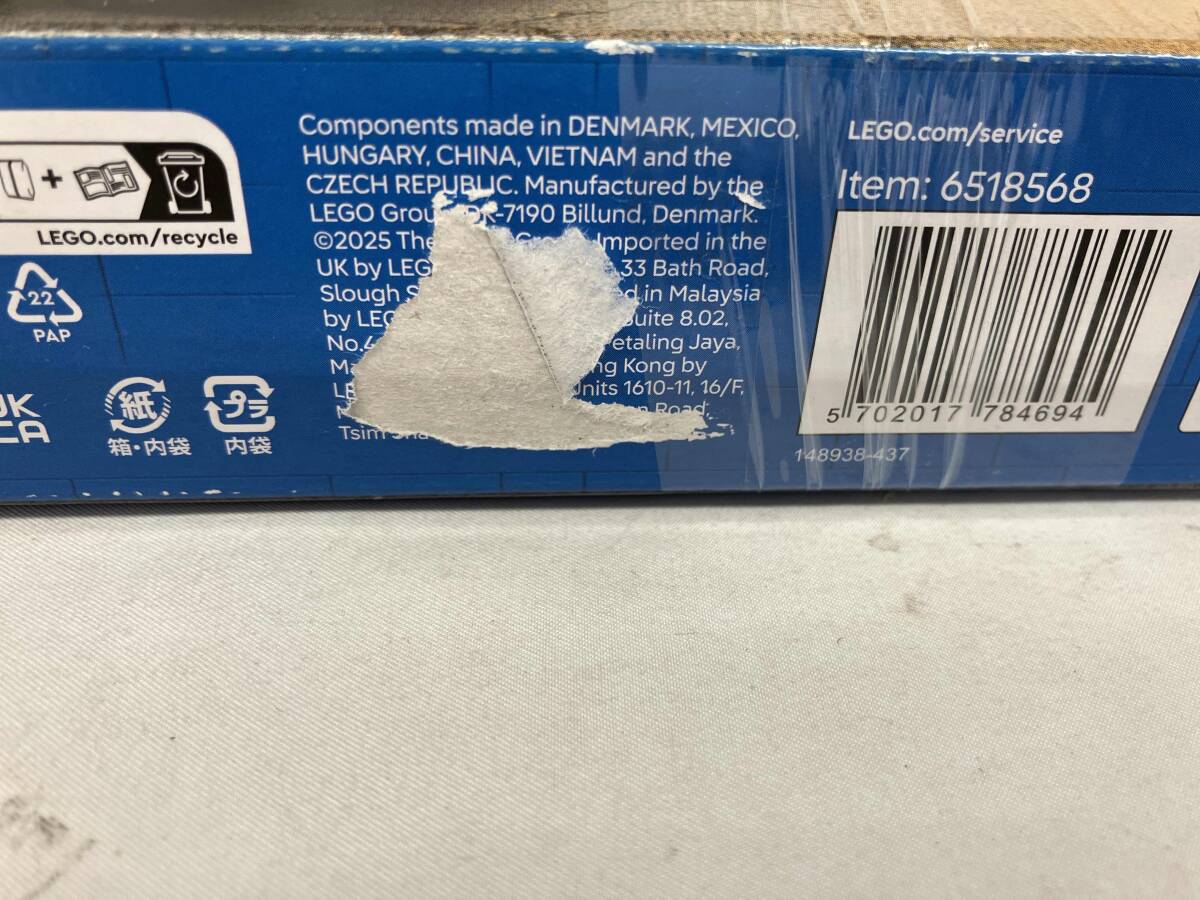 LEGO.com/recycle
22
PAP
UK
CA
紙
箱・内袋
プラ
内袋
Components made in DENMARK, MEXICO,
HUNGARY, CHINA, VIETNAM and the
CZECH REPUBLIC. Manufactured by the
LEGO Grou DK-7190 Billund, Denmark.
©2025 The Imported in the
UK by LEG 33 Bath Road,
Slough in Malaysia
by LEG Suite 8.02,
No.4 Petaling Jaya,
ng Kong by
LE Units 1610-11, 16/F,
Road,
Tsim
LEGO.com/service
Item: 6518568
5 702017 784694
148938-437